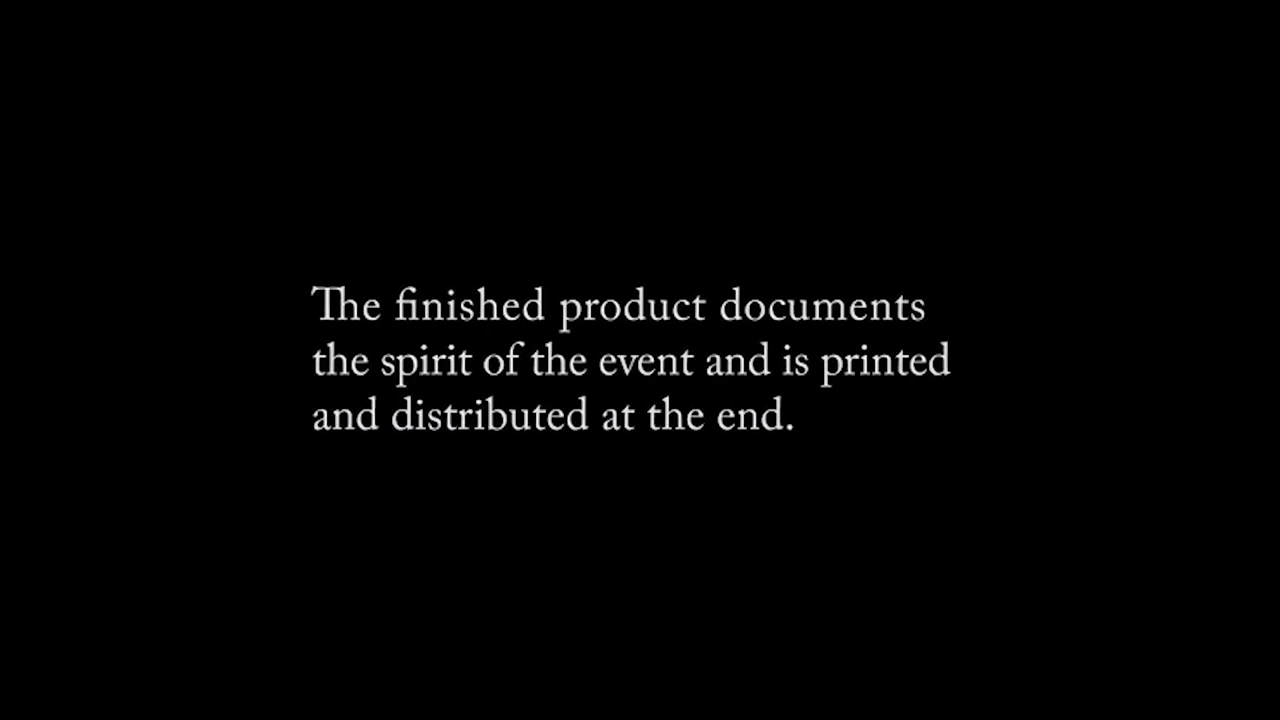 The finished product documents
the spirit of the event and is printed
and distributed at the end.